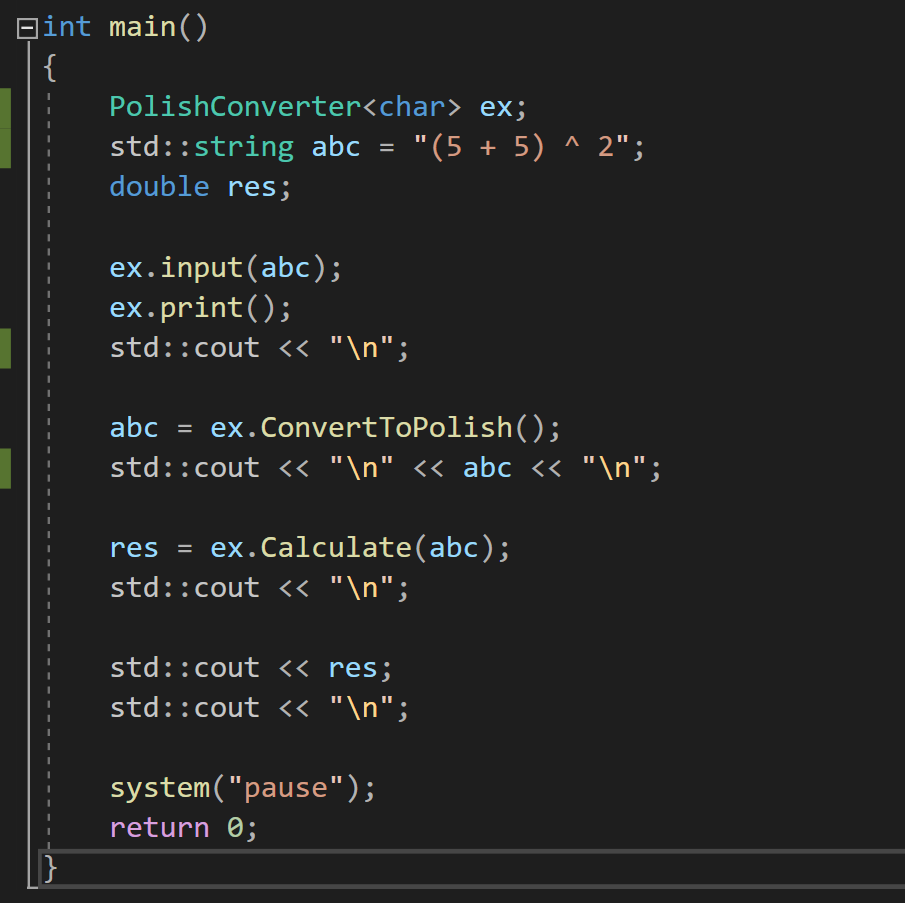 int main()
{
PolishConverter<char> ex;
std::string abc = "(5 + 5) ^ 2";
double res;
ex.input(abc);
ex.print();
std::cout << "\n";
abc = ex.ConvertToPolish();
std::cout << "\n" << abc << "\n";
res = ex.Calculate(abc);
std::cout << "\n";
std::cout << res;
std::cout << "\n";
system("pause");
return 0;
}